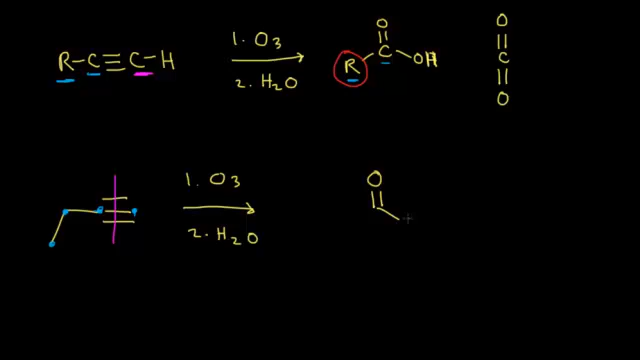 R-C≡C-H
1. O3
2. H2O
O
||
R C OH
O
||
C
||
O
1. O3
2. H2O
O
||